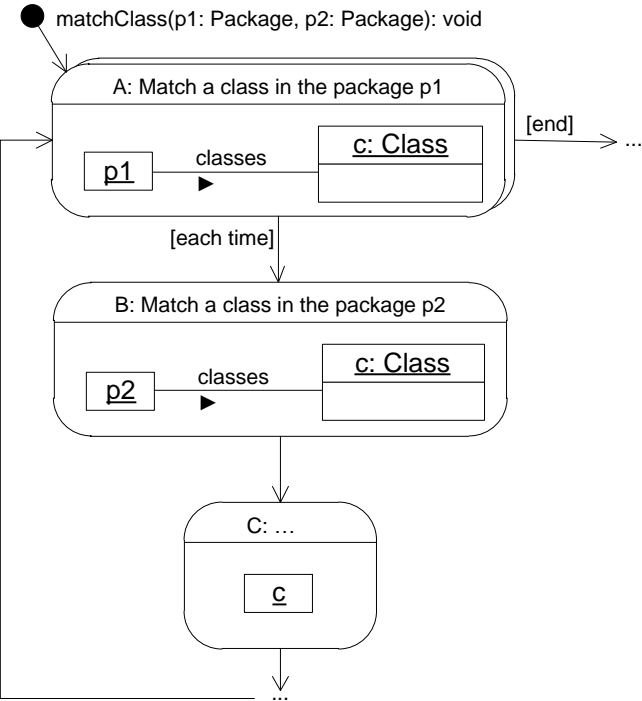 matchClass(p1: Package, p2: Package): void
A: Match a class in the package p1
[end]
...
p1
classes
c: Class
[each time]
B: Match a class in the package p2
p2
classes
c: Class
C: …
c
...